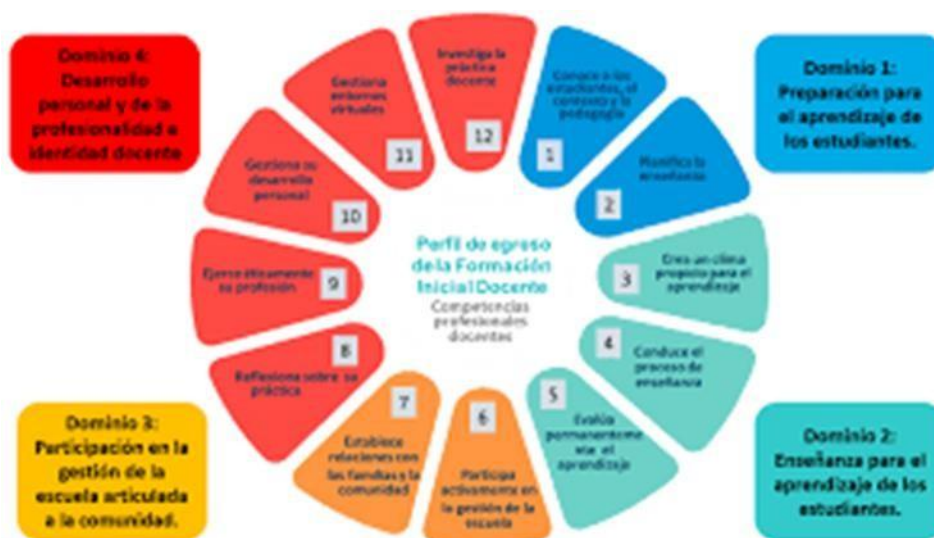 Dominio 4:
Desarrollo
personal y de la
profesionalidad e
identidad docente
Dominio 1:
Preparación para
el aprendizaje de
los estudiantes.
Perfil de egreso
de la Formación
Inicial Docente
Competencias
profesionales
docentes
1
Conoce a los
estudiantes, el
contexto y la
pedagogía
2
Planifica la
enseñanza
3
Crea un clima
propicio para el
aprendizaje
4
Conduce el
proceso de
enseñanza
5
Evalúa
permanenteme
nte el
aprendizaje
6
Participa
activamente en
la gestión de la
escuela
7
Establece
relaciones con
las familias y la
comunidad
8
Reflexiona sobre su
práctica
9
Ejerce éticamente
su profesión
10
Gestiona su
desarrollo
personal
11
Gestiona
entornos
virtuales
12
Investiga la
práctica
docente
Dominio 3:
Participación en la
gestión de la
escuela articulada
a la comunidad.
Dominio 2:
Enseñanza para el
aprendizaje de los
estudiantes.